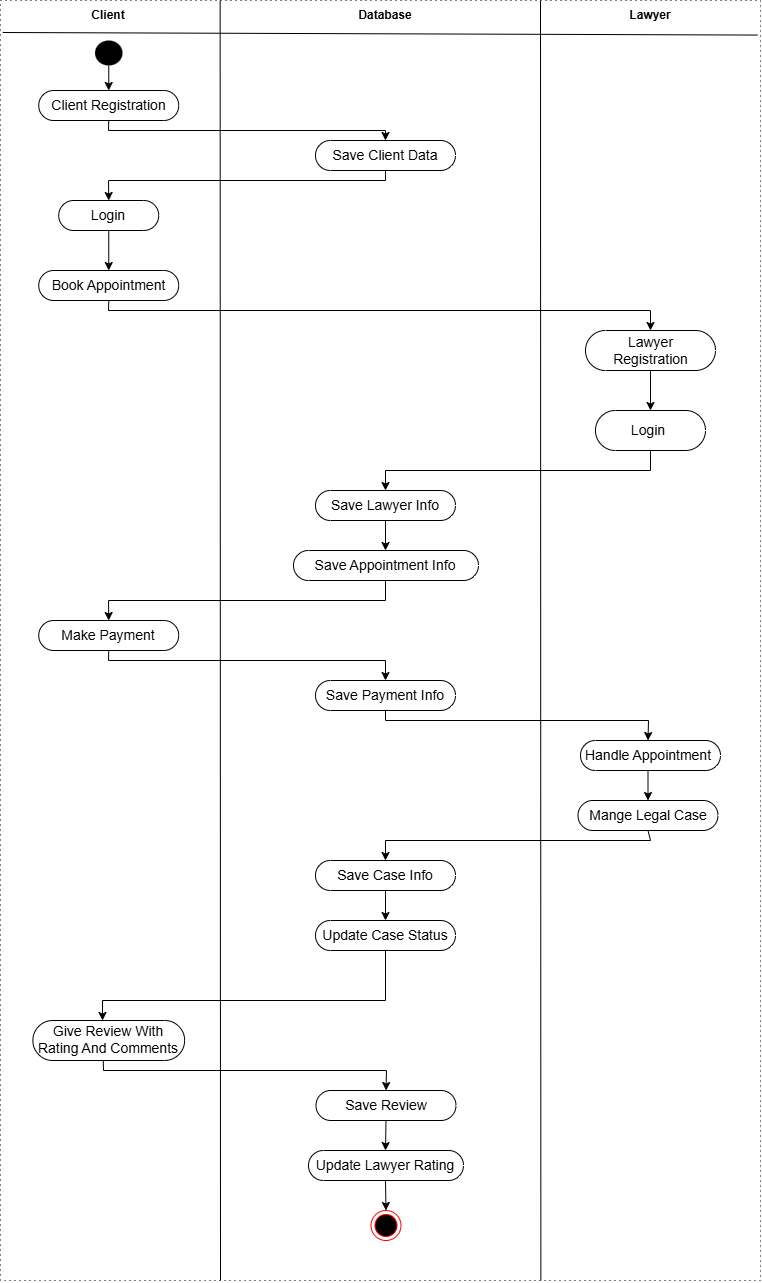 Client
Database
Lawyer
Client Registration
Save Client Data
Login
Book Appointment
Lawyer
Registration
Login
Save Lawyer Info
Save Appointment Info
Make Payment
Save Payment Info
Handle Appointment
Mange Legal Case
Save Case Info
Update Case Status
Give Review With
Rating And Comments
Save Review
Update Lawyer Rating